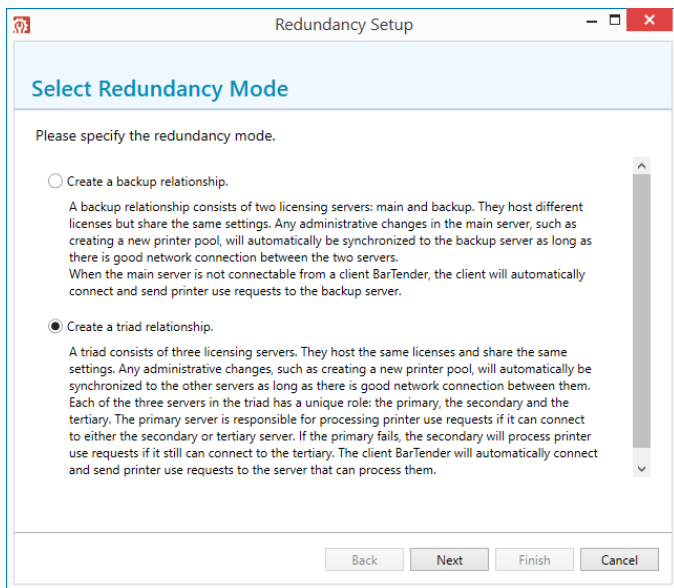 Redundancy Setup
Select Redundancy Mode
Please specify the redundancy mode.
Create a backup relationship.
A backup relationship consists of two licensing servers: main and backup. They host different
licenses but share the same settings. Any administrative changes in the main server, such as
creating a new printer pool, will automatically be synchronized to the backup server as long as
there is good network connection between the two servers.
When the main server is not connectable from a client BarTender, the client will automatically
connect and send printer use requests to the backup server.
Create a triad relationship.
A triad consists of three licensing servers. They host the same licenses and share the same
settings. Any administrative changes, such as creating a new printer pool, will automatically be
synchronized to the other servers as long as there is good network connection between them.
Each of the three servers in the triad has a unique role: the primary, the secondary and the
tertiary. The primary server is responsible for processing printer use requests if it can connect
to either the secondary or tertiary server. If the primary fails, the secondary will process printer
use requests if it still can connect to the tertiary. The client BarTender will automatically connect
and send printer use requests to the server that can process them.
Back Next Finish Cancel